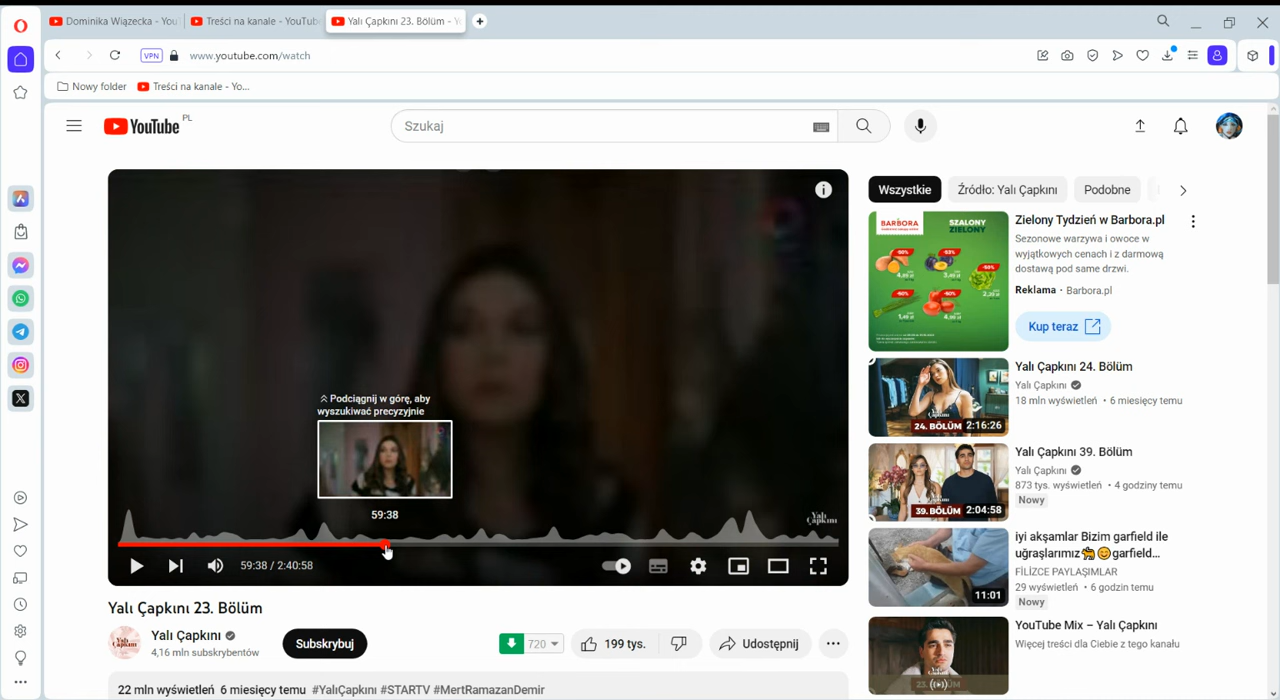 Dominika Wiązecka - You
Treści na kanale - YouTube
Yalı Çapkını 23. Bölüm - Y
VPN
www.youtube.com/watch
Nowy folder
Treści na kanale - Yo...
YouTube PL
Szukaj
Wszystkie
Źródło: Yalı Çapkını
Podobne
BARBORA
SZALONY
ZIELONY
Zielony Tydzień w Barbora.pl
Sezonowe warzywa i owoce w
wyjątkowych cenach i z darmową
dostawą pod same drzwi.
Reklama · Barbora.pl
Kup teraz
Podciągnij w górę, aby
wyszukiwać precyzyjnie
59:38
Yalı
Çapkını
59:38 / 2:40:58
24. BÖLÜM
2:16:26
Yalı Çapkını 24. Bölüm
Yalı Çapkını
18 mln wyświetleń • 6 miesięcy temu
39. BÖLÜM
2:04:58
Yalı Çapkını 39. Bölüm
Yalı Çapkını
873 tys. wyświetleń • 4 godziny temu
Nowy
11:01
iyi akşamlar Bizim garfield ile
uğraşlarımız🐈😊garfield...
FİLİZCE PAYLAŞIMLAR
29 wyświetleń • 6 godzin temu
Nowy
YouTube Mix – Yalı Çapkını
Więcej treści dla Ciebie z tego kanału
Yalı Çapkını 23. Bölüm
Yalı Çapkını
4,16 mln subskrybentów
Subskrybuj
720
199 tys.
Udostępnij
22 mln wyświetleń 6 miesięcy temu #YalıÇapkını #STARTV #MertRamazanDemir